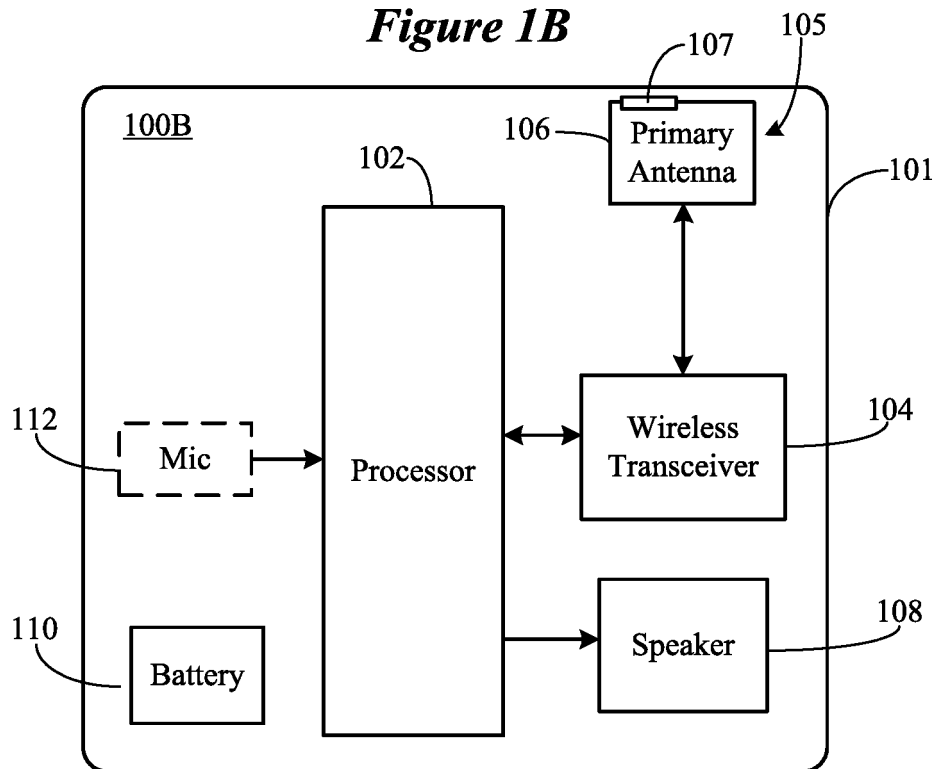 Figure 1B
107
105
100B
106
Primary
Antenna
102
101
112
Mic
Processor
Wireless
Transceiver
104
110
Battery
Speaker
108